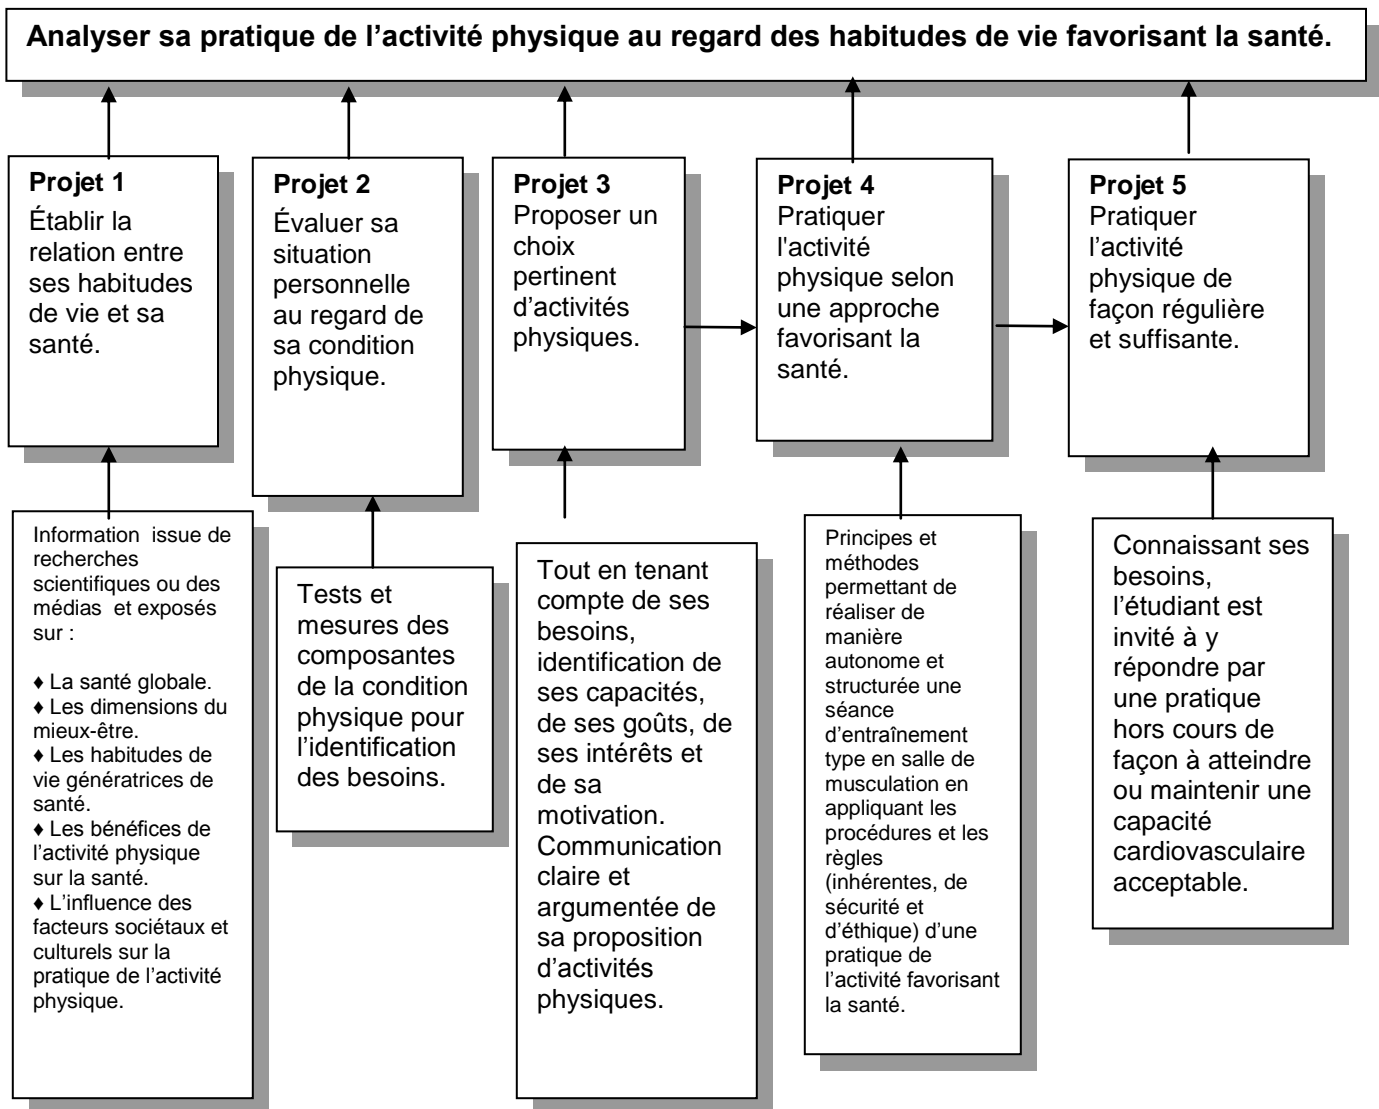 Analyser sa pratique de l’activité physique au regard des habitudes de vie favorisant la santé.
Projet 1
Établir la
relation entre
ses habitudes
de vie et sa
santé.
Projet 2
Évaluer sa
situation
personnelle
au regard de
sa condition
physique.
Projet 3
Proposer un
choix
pertinent
d’activités
physiques.
Projet 4
Pratiquer
l'activité
physique selon
une approche
favorisant la
santé.
Projet 5
Pratiquer
l’activité
physique de
façon régulière
et suffisante.
Information issue de
recherches
scientifiques ou des
médias et exposés
sur :
♦ La santé globale.
♦ Les dimensions du
mieux-être.
♦ Les habitudes de
vie génératrices de
santé.
♦ Les bénéfices de
l’activité physique
sur la santé.
♦ L’influence des
facteurs sociétaux et
culturels sur la
pratique de l’activité
physique.
Tests et
mesures des
composantes
de la condition
physique pour
l’identification
des besoins.
Tout en tenant
compte de ses
besoins,
identification de
ses capacités,
de ses goûts, de
ses intérêts et
de sa
motivation.
Communication
claire et
argumentée de
sa proposition
d’activités
physiques.
Principes et
méthodes
permettant de
réaliser de
manière
autonome et
structurée une
séance
d’entraînement
type en salle de
musculation en
appliquant les
procédures et les
règles
(inhérentes, de
sécurité et
d’éthique) d’une
pratique de
l’activité favorisant
la santé.
Connaissant ses
besoins,
l’étudiant est
invité à y
répondre par
une pratique
hors cours de
façon à atteindre
ou maintenir une
capacité
cardiovasculaire
acceptable.